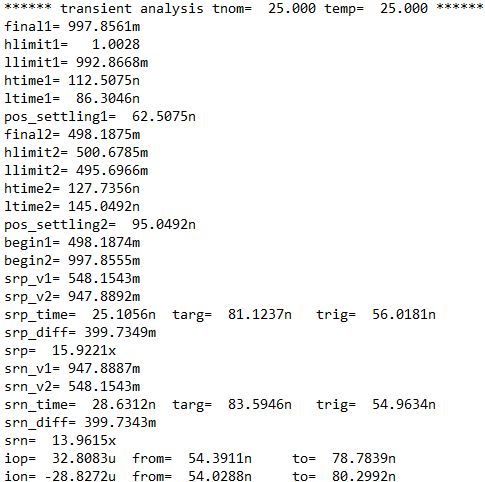 ****** transient analysis tnom=  25.000 temp=  25.000 ******
final1= 997.8561m
hlimit1=   1.0028
llimit1= 992.8668m
htime1= 112.5075n
ltime1=  86.3046n
pos_settling1=  62.5075n
final2= 498.1875m
hlimit2= 500.6785m
llimit2= 495.6966m
htime2= 127.7356n
ltime2= 145.0492n
pos_settling2=  95.0492n
begin1= 498.1874m
begin2= 997.8555m
srp_v1= 548.1543m
srp_v2= 947.8892m
srp_time=  25.1056n  targ=  81.1237n   trig=  56.0181n
srp_diff= 399.7349m
srp=  15.9221x
srn_v1= 947.8887m
srn_v2= 548.1543m
srn_time=  28.6312n  targ=  83.5946n   trig=  54.9634n
srn_diff= 399.7343m
srn=  13.9615x
iop=  32.8083u  from=  54.3911n     to=  78.7839n
ion= -28.8272u  from=  54.0288n     to=  80.2992n